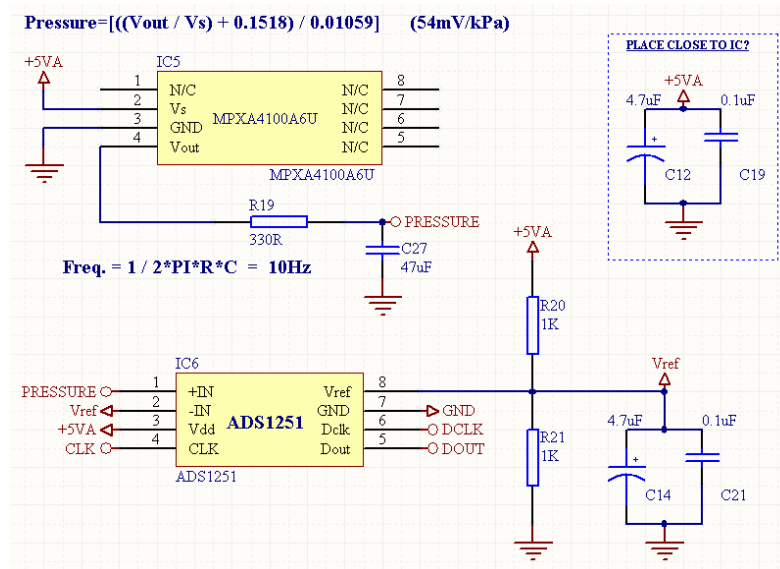 Pressure=[((Vout / Vs) + 0.1518) / 0.01059] (54mV/kPa)
PLACE CLOSE TO IC?
+5VA
4.7uF 0.1uF
C12 C19
+5VA
IC5
1 N/C N/C 8
2 Vs N/C 7
3 GND MPXA4100A6U N/C 6
4 Vout N/C 5
MPXA4100A6U
R19
330R
PRESSURE
C27
47uF
Freq. = 1 / 2*PI*R*C = 10Hz
+5VA
R20
1K
IC6
PRESSURE 1 +IN Vref 8
Vref 2 -IN GND 7 GND
+5VA 3 Vdd ADS1251 Dclk 6 DCLK
CLK 4 CLK Dout 5 DOUT
ADS1251
R21
1K
Vref
4.7uF 0.1uF
C14 C21